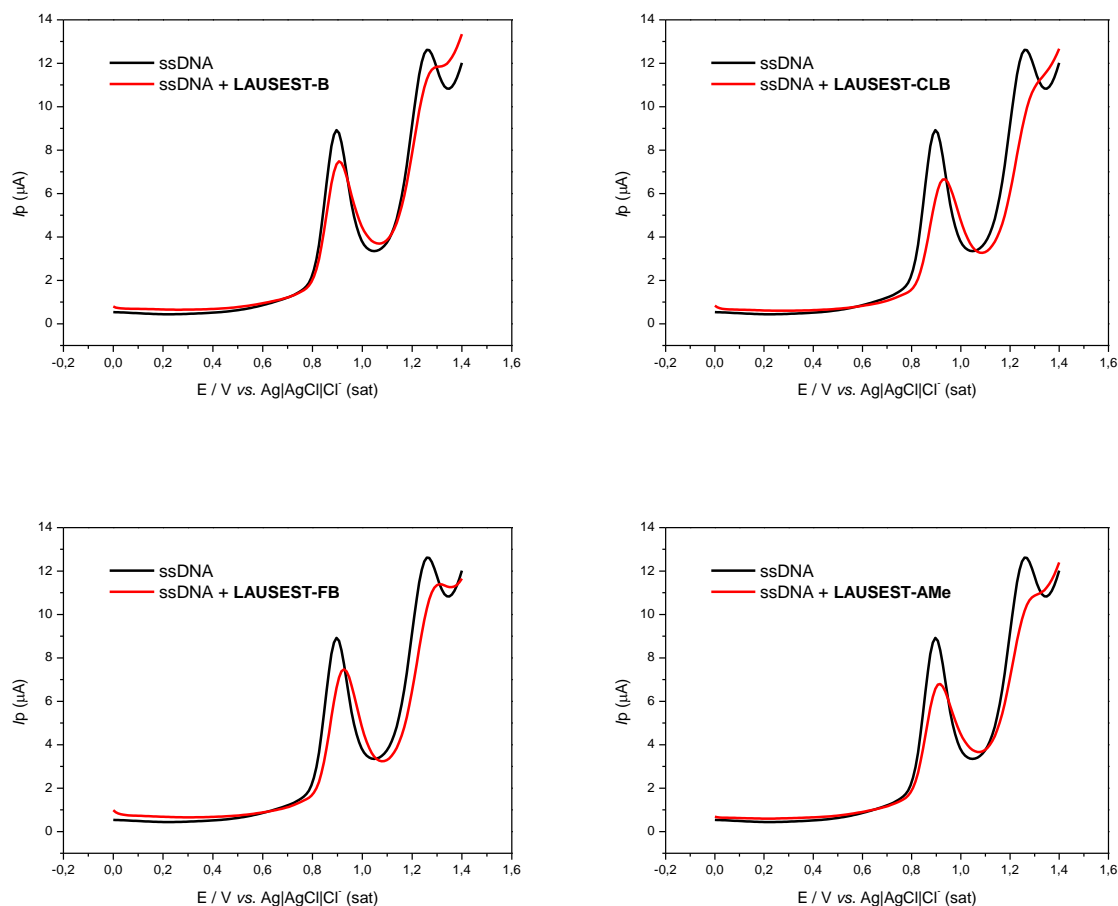 14
12
10
8
6
4
2
0
Ip (µA)
ssDNA
ssDNA + LAUSEST-B
-0,2 0,0 0,2 0,4 0,6 0,8 1,0 1,2 1,4 1,6
E / V vs. Ag|AgCl|Cl⁻ (sat)
14
12
10
8
6
4
2
0
Ip (µA)
ssDNA
ssDNA + LAUSEST-CLB
-0,2 0,0 0,2 0,4 0,6 0,8 1,0 1,2 1,4 1,6
E / V vs. Ag|AgCl|Cl⁻ (sat)
14
12
10
8
6
4
2
0
Ip (µA)
ssDNA
ssDNA + LAUSEST-FB
-0,2 0,0 0,2 0,4 0,6 0,8 1,0 1,2 1,4 1,6
E / V vs. Ag|AgCl|Cl⁻ (sat)
14
12
10
8
6
4
2
0
Ip (µA)
ssDNA
ssDNA + LAUSEST-AMe
-0,2 0,0 0,2 0,4 0,6 0,8 1,0 1,2 1,4 1,6
E / V vs. Ag|AgCl|Cl⁻ (sat)